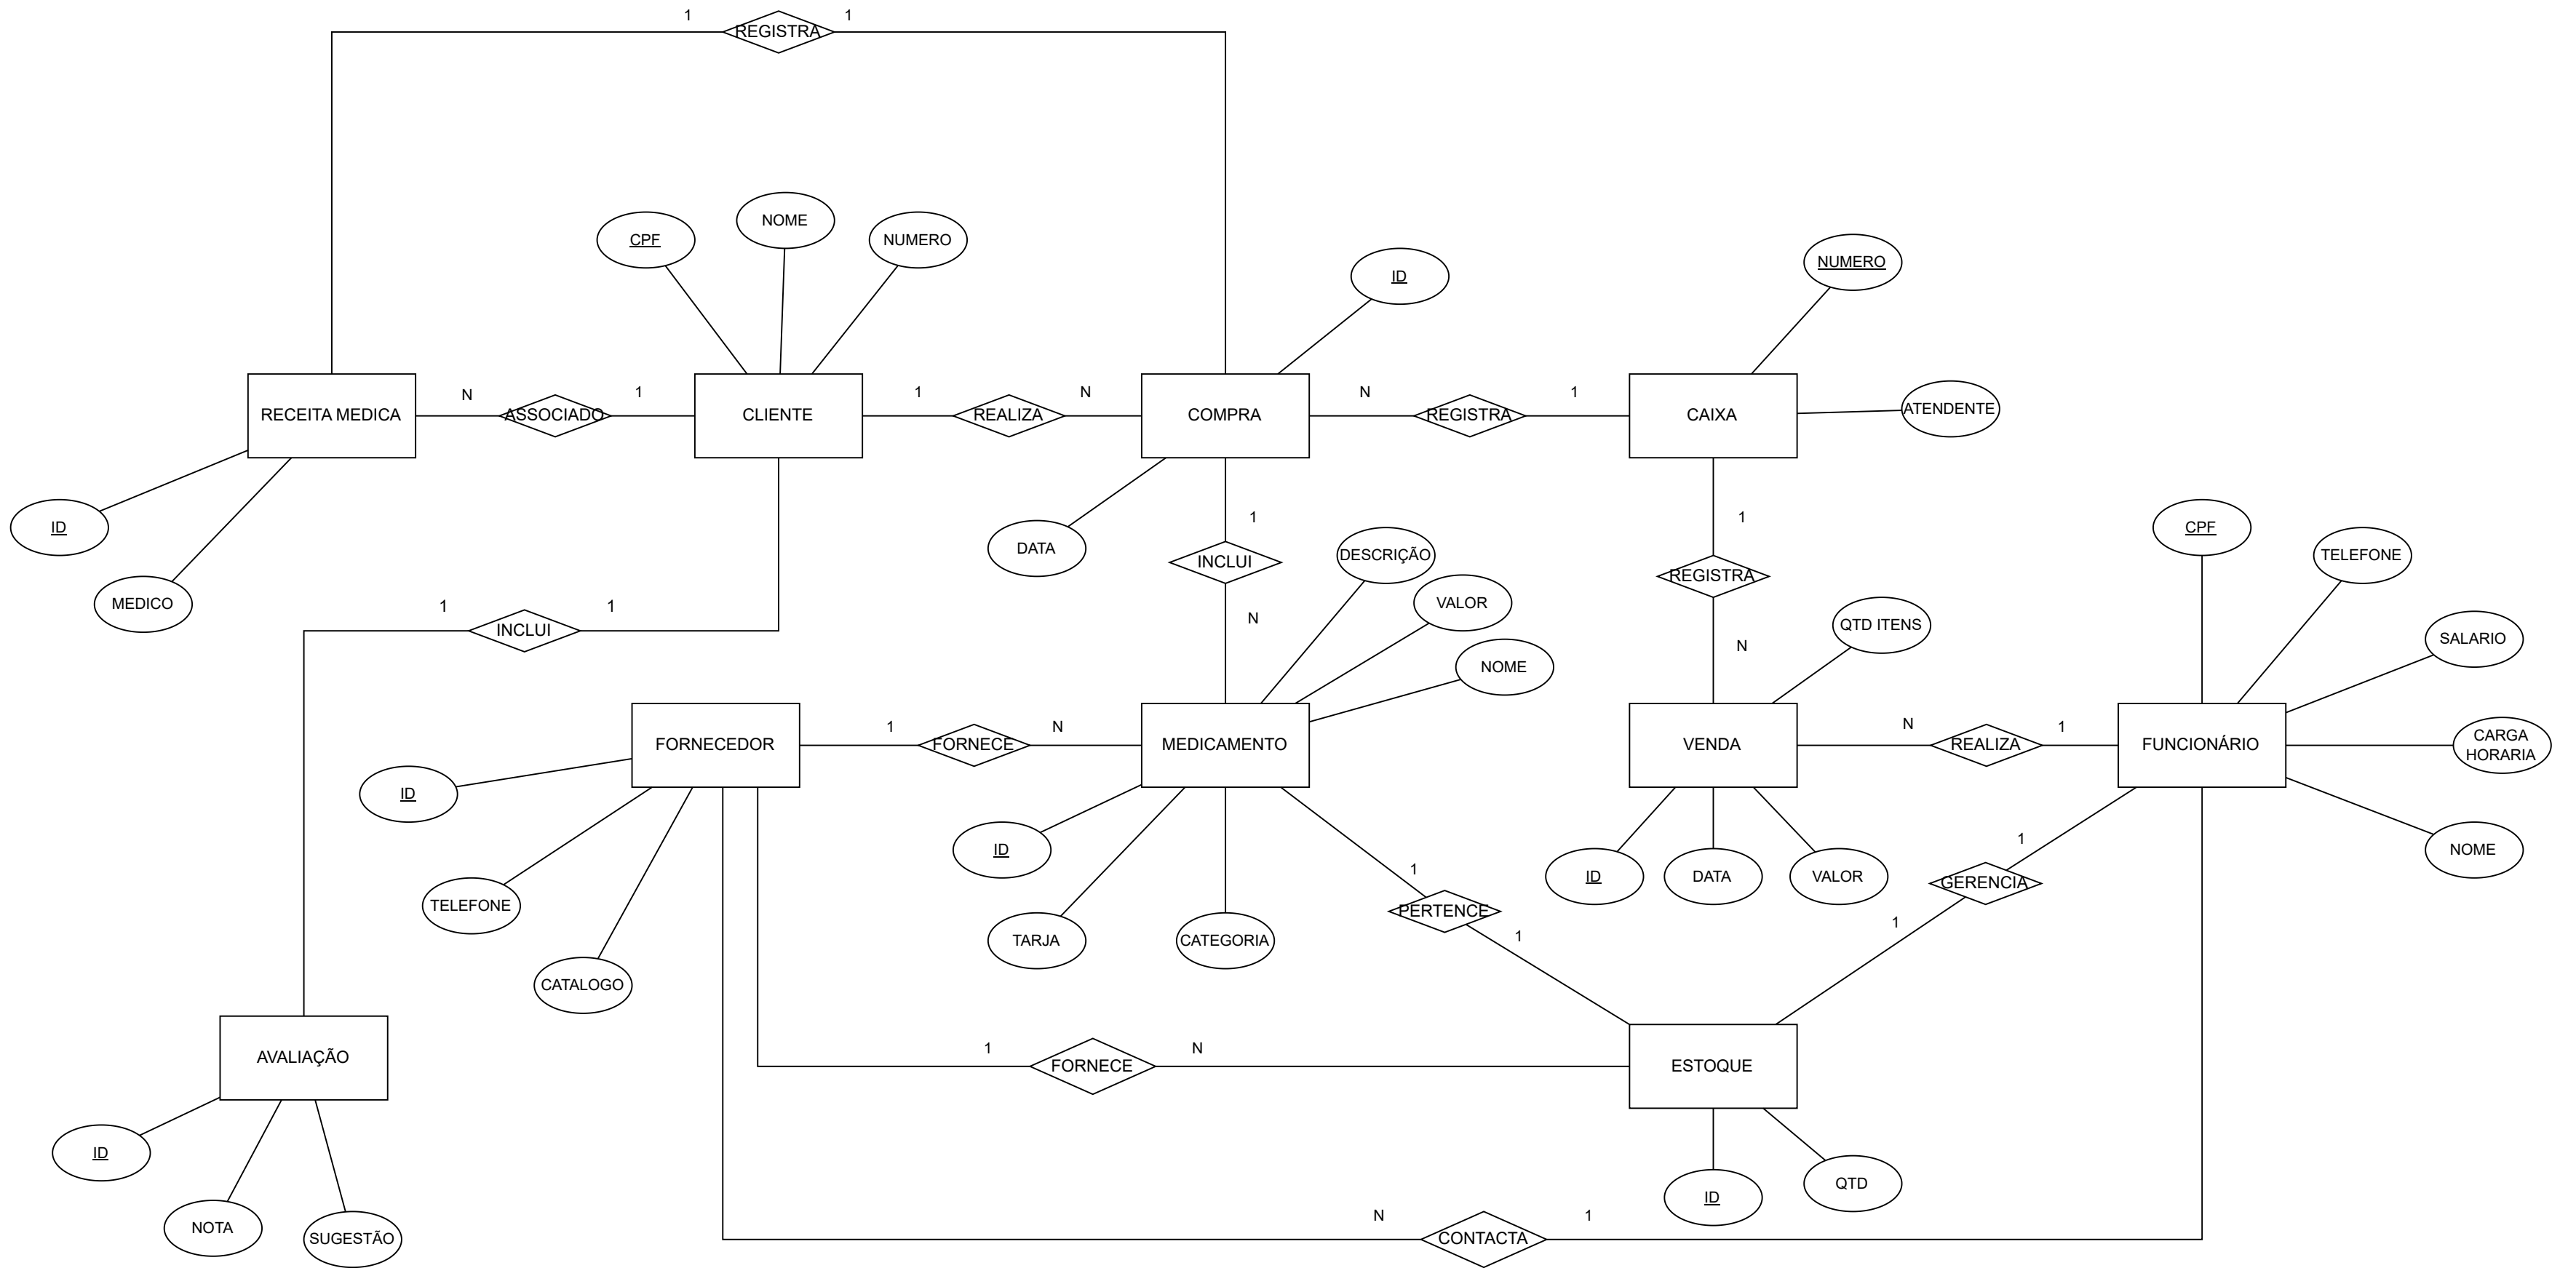 1
REGISTRA
1
CPF
NOME
NUMERO
ID
NUMERO
RECEITA MEDICA
N
ASSOCIADO
1
CLIENTE
1
REALIZA
N
COMPRA
N
REGISTRA
1
CAIXA
ATENDENTE
ID
MEDICO
DATA
1
INCLUI
N
DESCRIÇÃO
VALOR
NOME
1
REGISTRA
N
QTD ITENS
CPF
TELEFONE
SALARIO
CARGA
HORARIA
NOME
1
INCLUI
1
FORNECEDOR
1
FORNECE
N
MEDICAMENTO
VENDA
N
REALIZA
1
FUNCIONÁRIO
ID
TELEFONE
CATALOGO
ID
TARJA
CATEGORIA
1
PERTENCE
1
ID
DATA
VALOR
1
GERENCIA
1
AVALIAÇÃO
1
FORNECE
N
ESTOQUE
ID
NOTA
SUGESTÃO
ID
QTD
N
CONTACTA
1